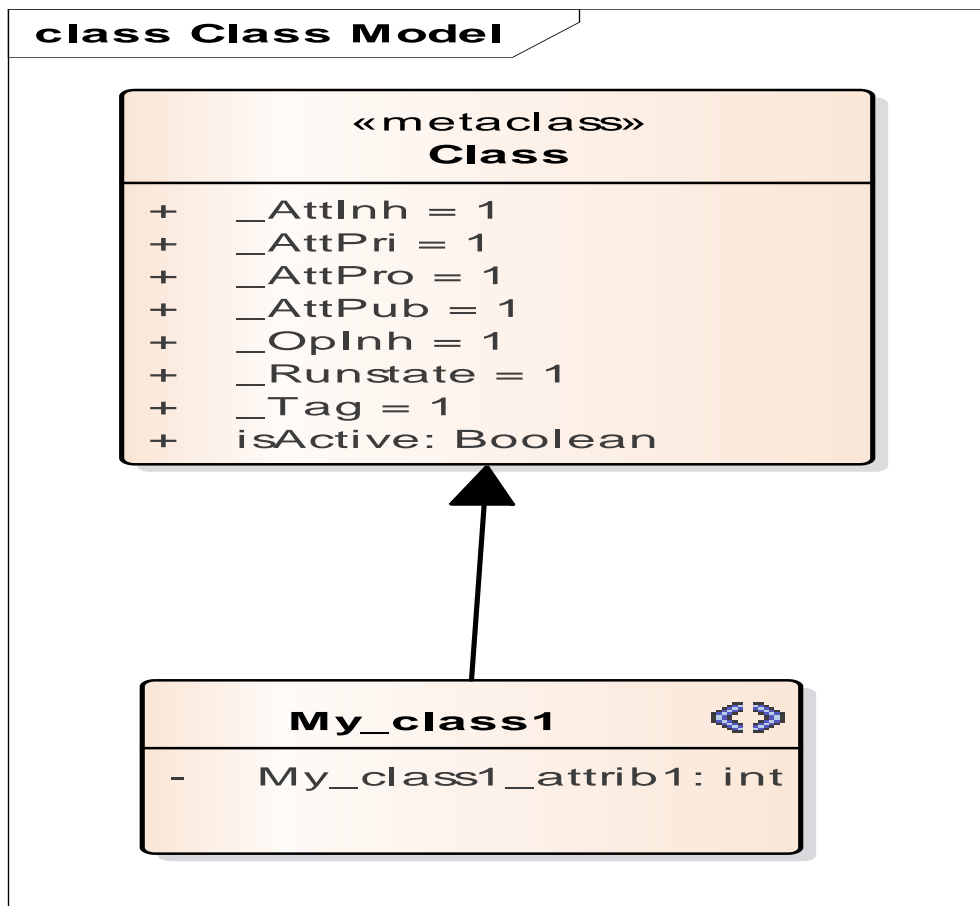 class Class Model
«metaclass»
Class
+ _AttInh = 1
+ _AttPri = 1
+ _AttPro = 1
+ _AttPub = 1
+ _OpInh = 1
+ _Runstate = 1
+ _Tag = 1
+ isActive: Boolean
My_class1
- My_class1_attrib1: int